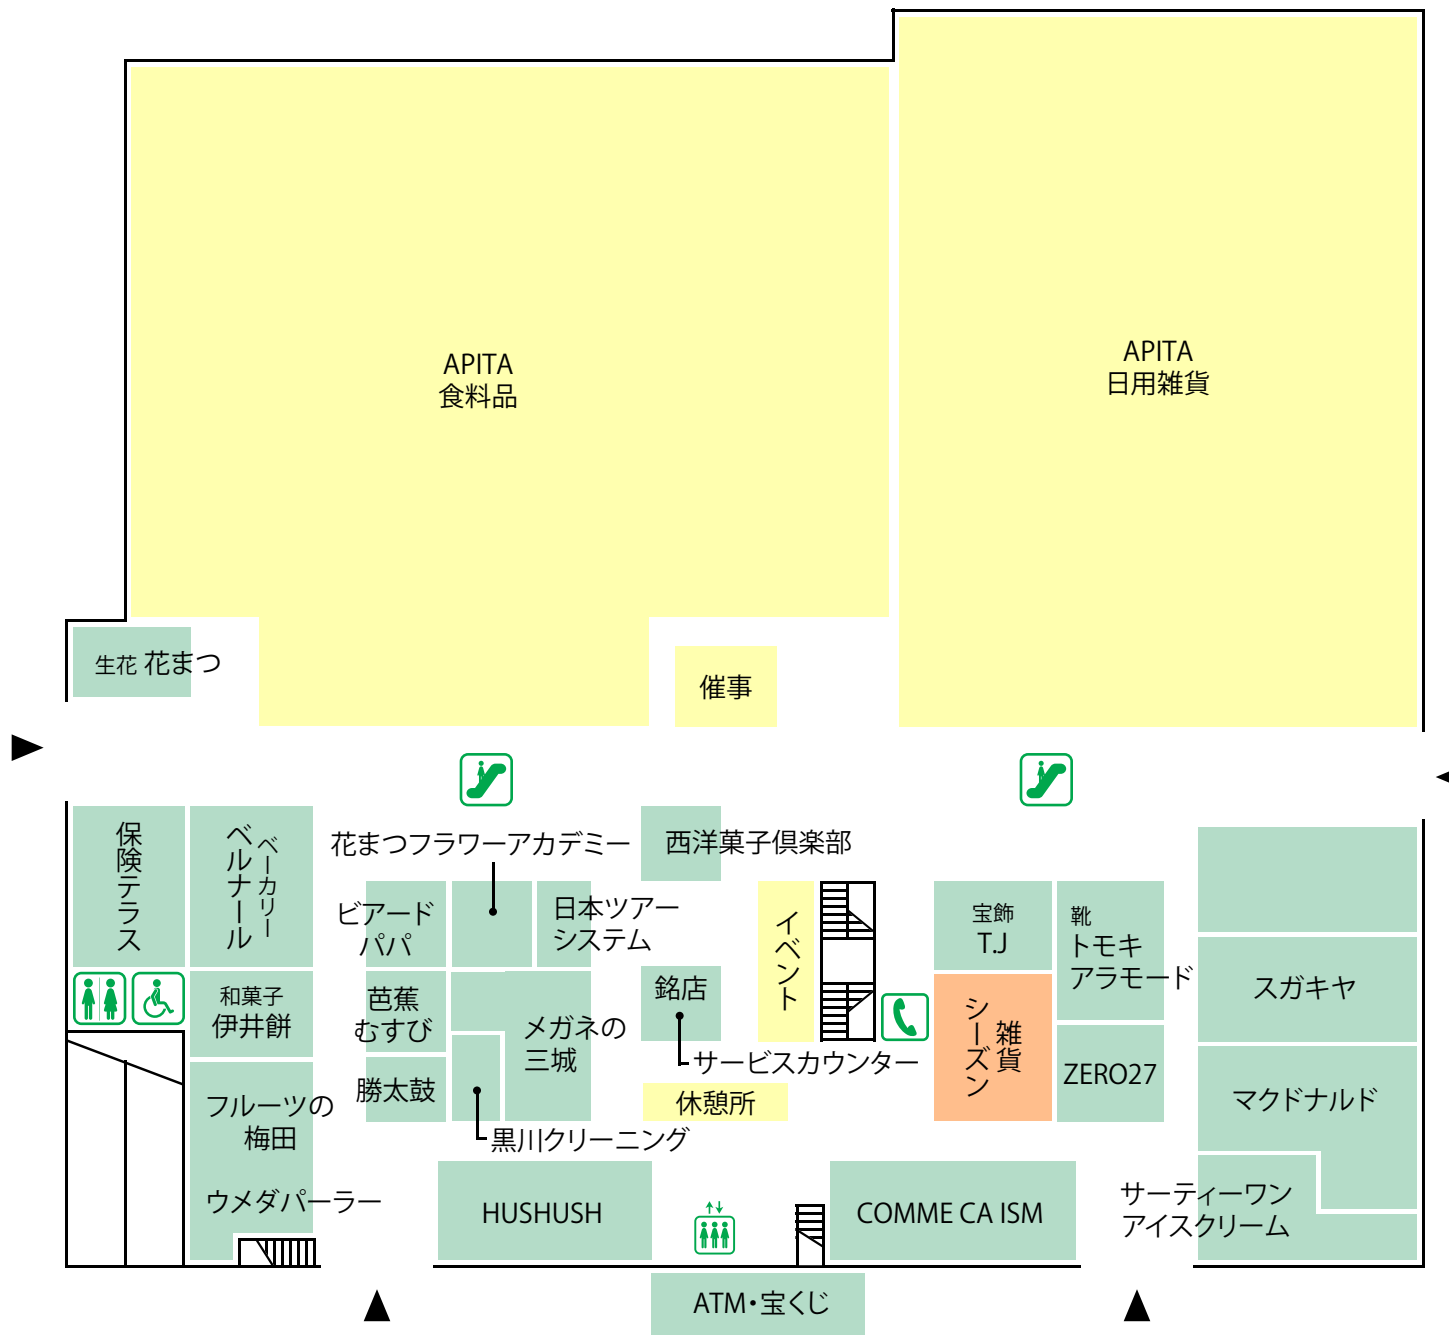 APITA
食料品
APITA
日用雑貨
生花 花まつ
催事
保険テラス
ベーカリー
ベルナール
花まつフラワーアカデミー
西洋菓子倶楽部
ビアード
パパ
日本ツアー
システム
イベント
宝飾
T.J
靴
トモキ
アラモード
和菓子
伊井餅
芭蕉
むすび
メガネの
三城
銘店
サービスカウンター
雑貨
シーズン
スガキヤ
勝太鼓
休憩所
ZERO27
マクドナルド
フルーツの
梅田
黒川クリーニング
ウメダパーラー
HUSHUSH
COMME CA ISM
サーティーワン
アイスクリーム
ATM・宝くじ